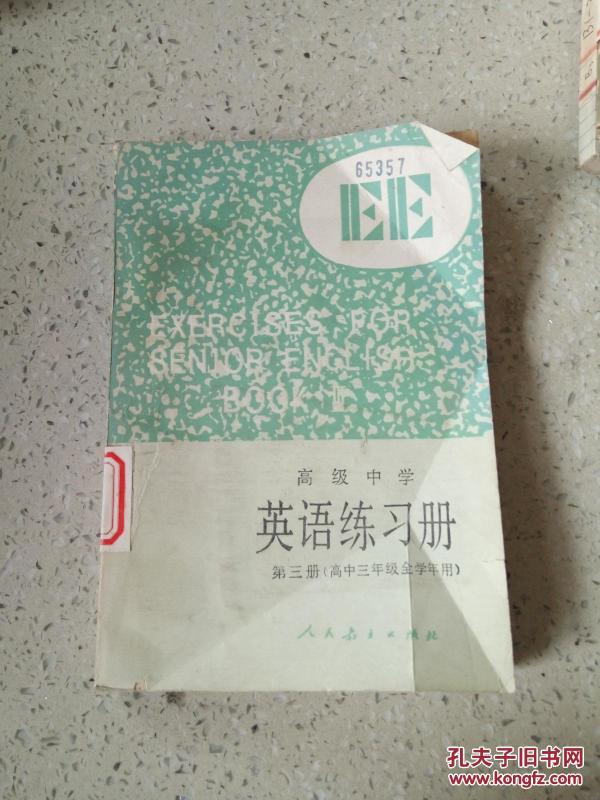 65357
EE
EXERCISES FOR
SENIOR ENGLISH
BOOK III
高级中学
英语练习册
第三册(高中三年级全学年用)
人民教育出版社
孔夫子旧书网
www.kongfz.com